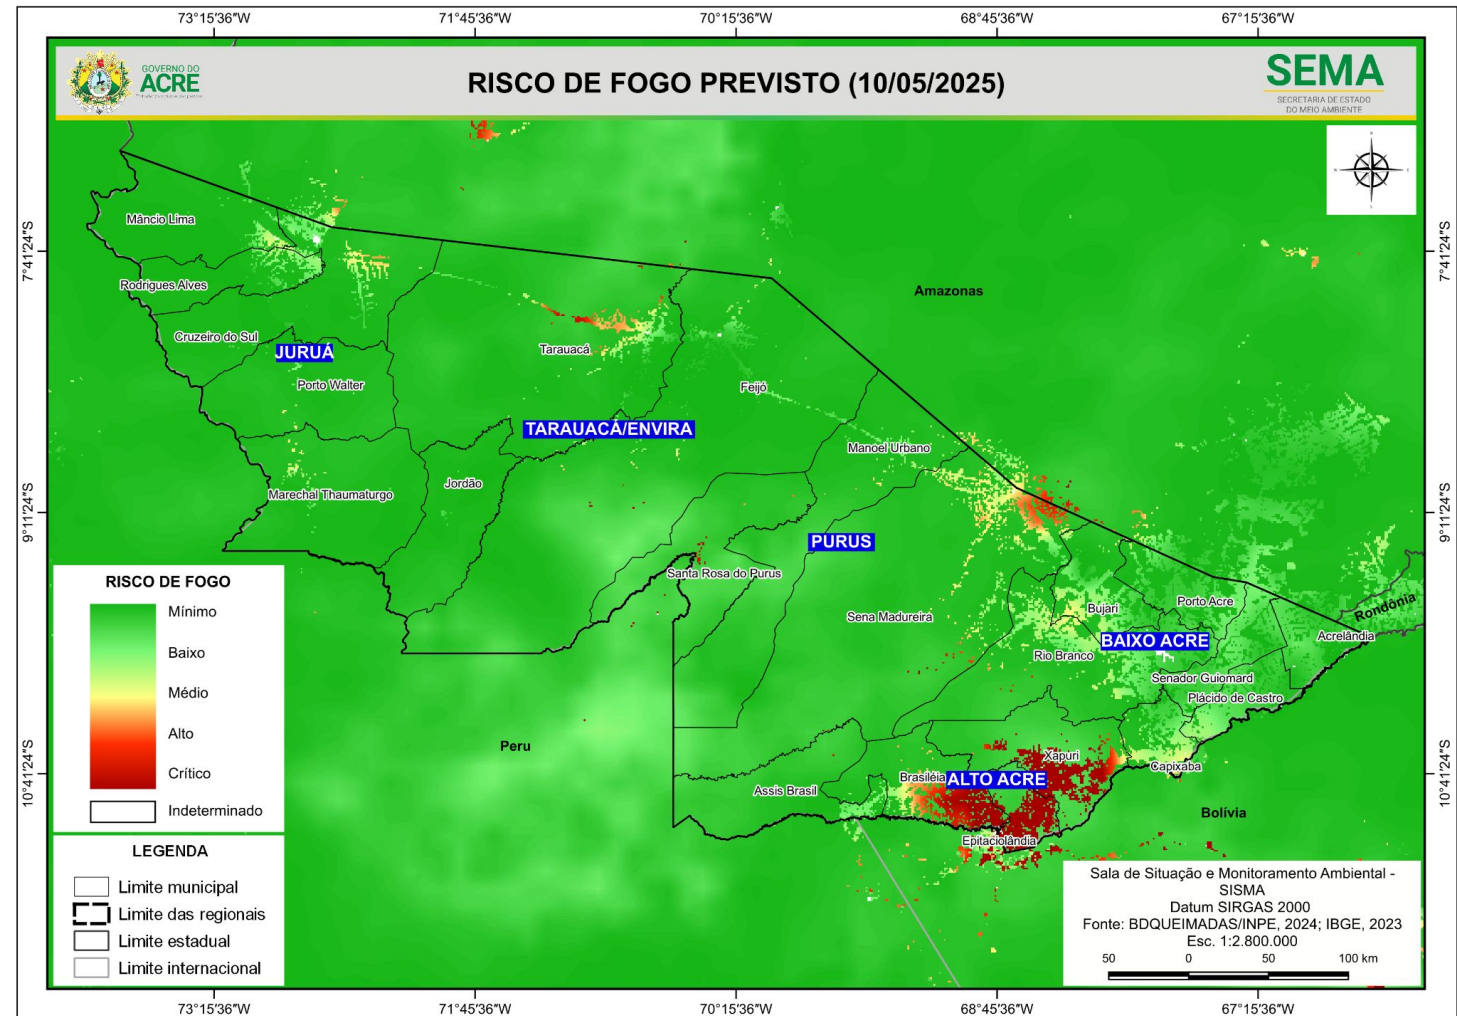 73°15'36"W 71°45'36"W 70°15'36"W 68°45'36"W 67°15'36"W
GOVERNO DO
ACRE
RISCO DE FOGO PREVISTO (10/05/2025)
SEMA
SECRETARIA DE ESTADO
DO MEIO AMBIENTE
N
Mâncio Lima
7°41'24"S
7°41'24"S
Rodrigues Alves
Amazonas
Cruzeiro do Sul
Tarauacá
JURUÁ
Porto Walter
Feijó
TARAUACÁ/ENVIRA
Manoel Urbano
Jordão
Marechal Thaumaturgo
9°11'24"S
9°11'24"S
PURUS
Santa Rosa do Purus
Sena Madureira
Bujari
Porto Acre
Rondônia
BAIXO ACRE
Acrelândia
Rio Branco
Senador Guiomard
Plácido de Castro
Peru
Xapuri
Capixaba
Brasiléia
ALTO ACRE
Assis Brasil
10°41'24"S
10°41'24"S
Bolívia
Epitaciolândia
RISCO DE FOGO
Mínimo
Baixo
Médio
Alto
Crítico
Indeterminado
LEGENDA
Limite municipal
Limite das regionais
Limite estadual
Limite internacional
Sala de Situação e Monitoramento Ambiental -
SISMA
Datum SIRGAS 2000
Fonte: BDQUEIMADAS/INPE, 2024; IBGE, 2023
Esc. 1:2.800.000
50 0 50 100 km
73°15'36"W 71°45'36"W 70°15'36"W 68°45'36"W 67°15'36"W